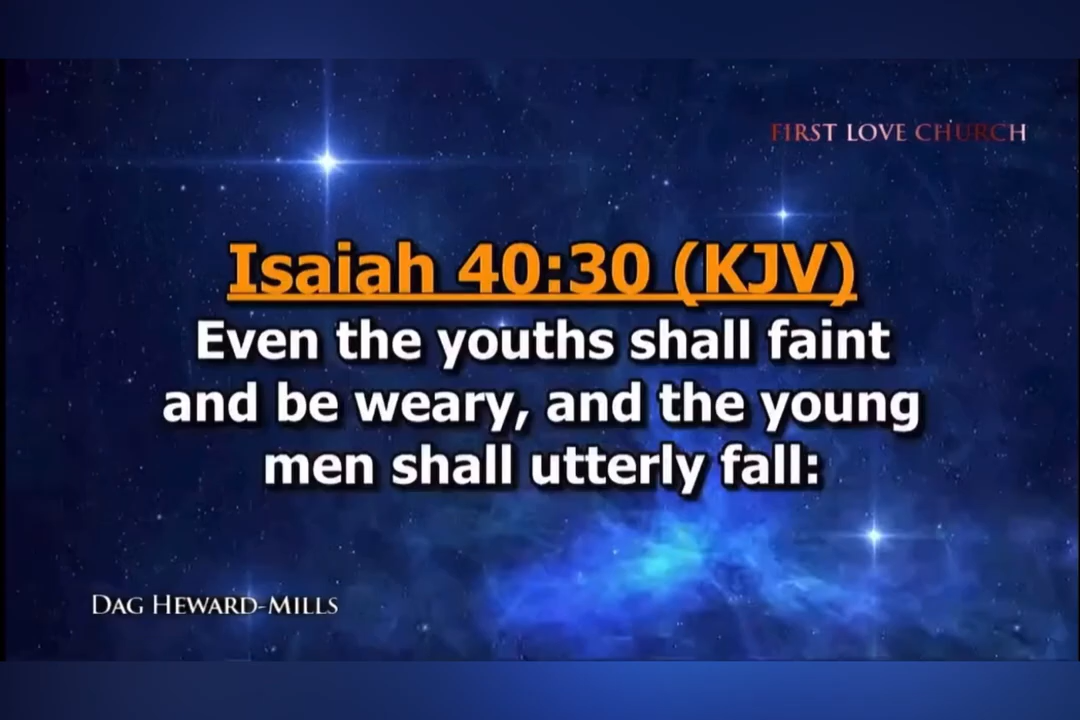 FIRST LOVE CHURCH
Isaiah 40:30 (KJV)
Even the youths shall faint
and be weary, and the young
men shall utterly fall:
DAG HEWARD-MILLS